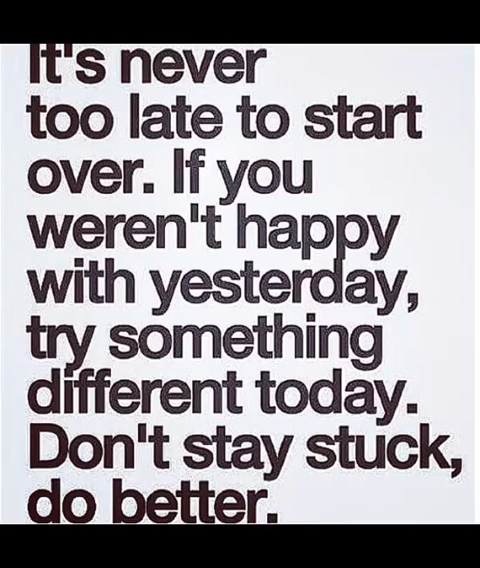 It's never
too late to start
over. If you
weren't happy
with yesterday,
try something
different today.
Don't stay stuck,
do better.